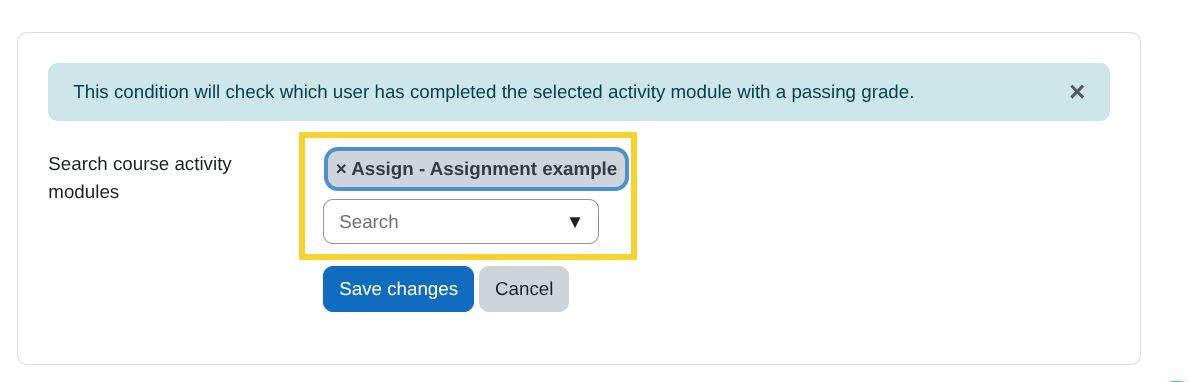 This condition will check which user has completed the selected activity module with a passing grade. ×
Search course activity
modules
× Assign - Assignment example
Search ▼
Save changes Cancel